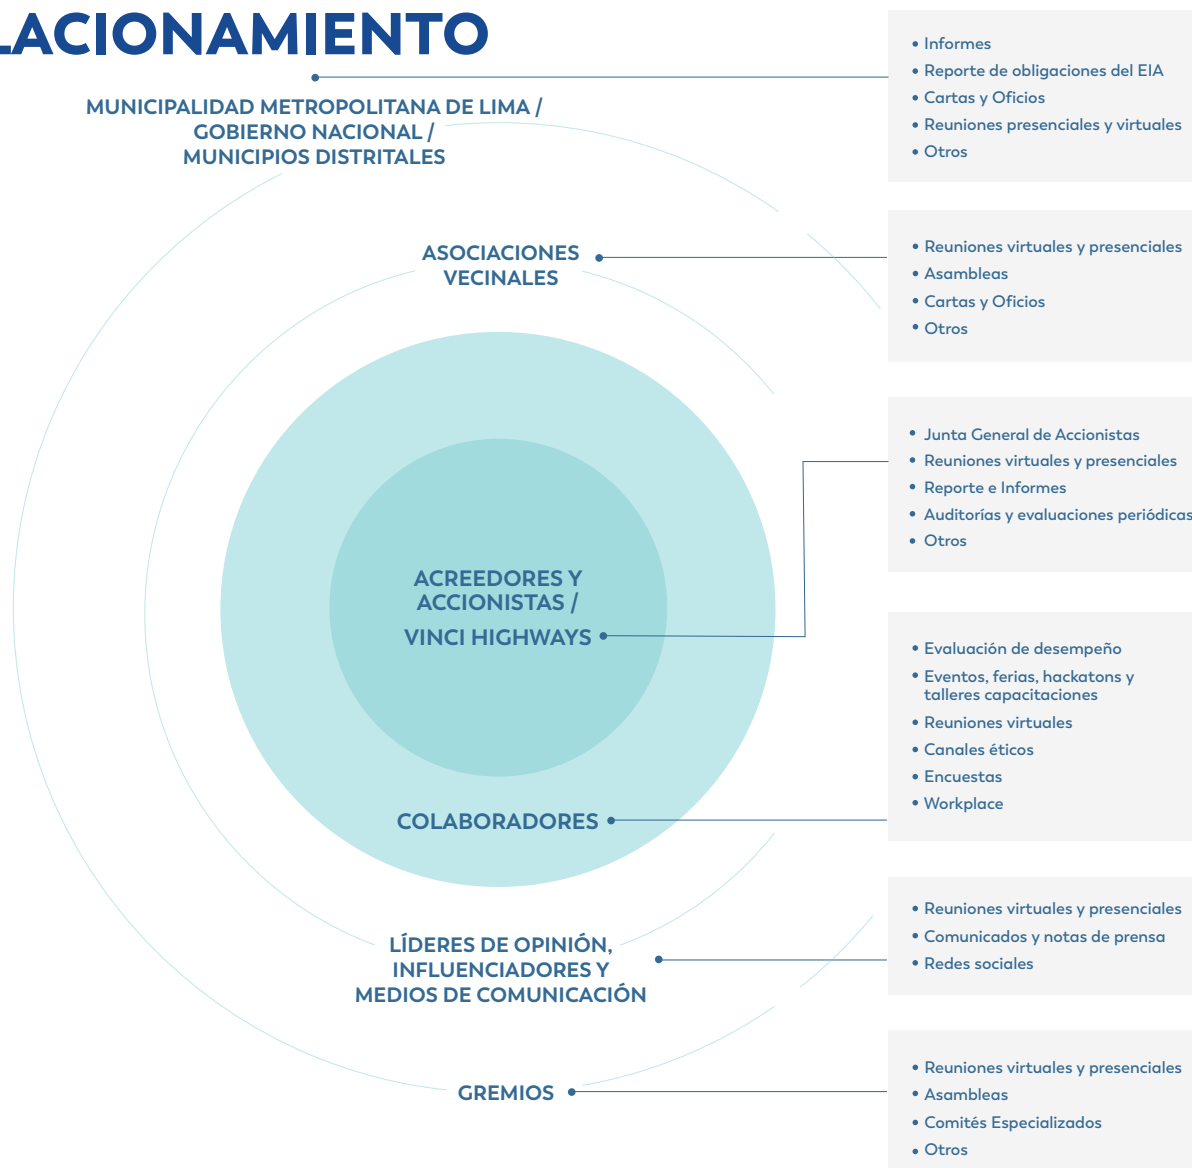 LACIONAMIENTO
MUNICIPALIDAD METROPOLITANA DE LIMA /
GOBIERNO NACIONAL /
MUNICIPIOS DISTRITALES
• Informes
• Reporte de obligaciones del EIA
• Cartas y Oficios
• Reuniones presenciales y virtuales
• Otros
ASOCIACIONES
VECINALES
• Reuniones virtuales y presenciales
• Asambleas
• Cartas y Oficios
• Otros
ACREEDORES Y
ACCIONISTAS /
VINCI HIGHWAYS
• Junta General de Accionistas
• Reuniones virtuales y presenciales
• Reporte e Informes
• Auditorías y evaluaciones periódicas
• Otros
COLABORADORES
• Evaluación de desempeño
• Eventos, ferias, hackatons y
talleres capacitaciones
• Reuniones virtuales
• Canales éticos
• Encuestas
• Workplace
LÍDERES DE OPINIÓN,
INFLUENCIADORES Y
MEDIOS DE COMUNICACIÓN
• Reuniones virtuales y presenciales
• Comunicados y notas de prensa
• Redes sociales
GREMIOS
• Reuniones virtuales y presenciales
• Asambleas
• Comités Especializados
• Otros